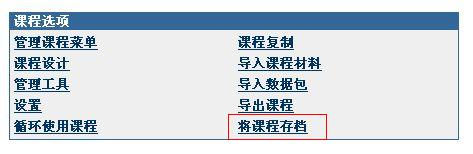 课程选项
管理课程菜单 课程复制
课程设计 导入课程材料
管理工具 导入数据包
设置 导出课程
循环使用课程 将课程存档